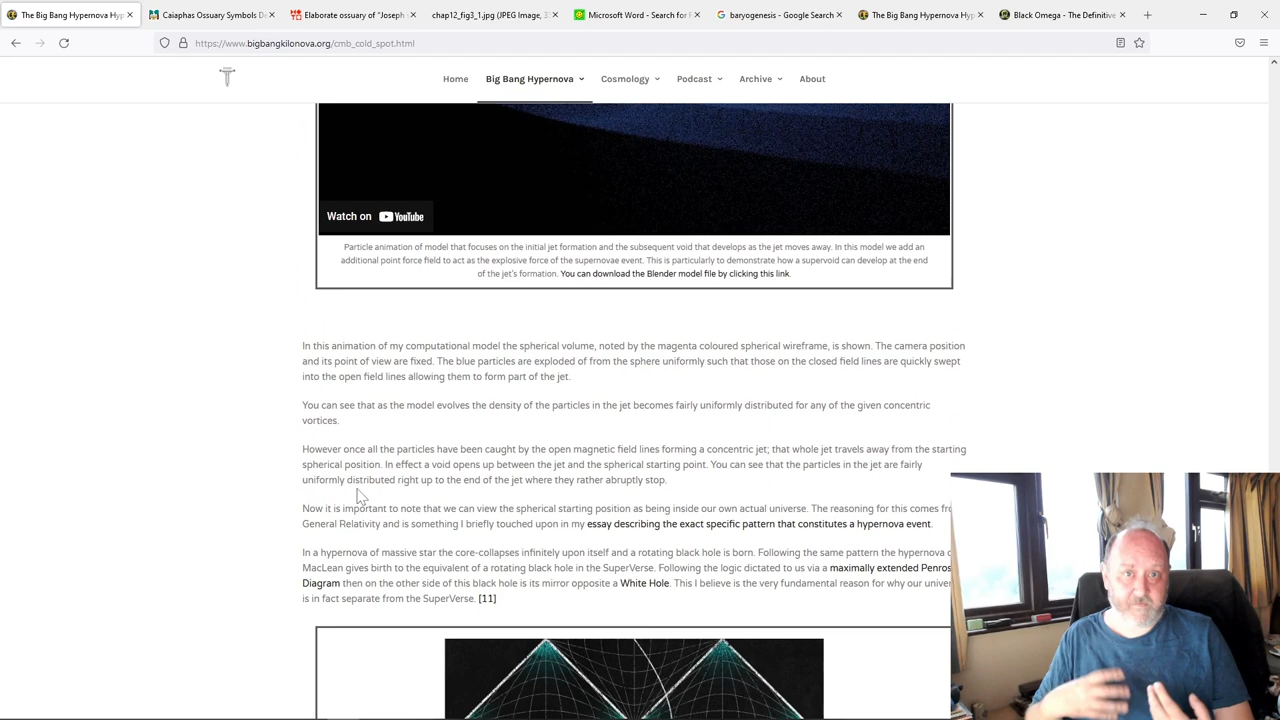 The Big Bang Hypernova Hyp
Caiaphas Ossuary Symbols De
Elaborate ossuary of "Joseph
chap12_fig3_1.jpg (JPEG Image, 3
Microsoft Word - Search for F
baryogenesis - Google Search
The Big Bang Hypernova Hyp
Black Omega - The Definitive
https://www.bigbangkilonova.org/cmb_cold_spot.html
Home Big Bang Hypernova Cosmology Podcast Archive About
Watch on YouTube
Particle animation of model that focuses on the initial jet formation and the subsequent void that develops as the jet moves away. In this model we add an
additional point force field to act as the explosive force of the supernovae event. This is particularly to demonstrate how a supervoid can develop at the end
of the jet's formation. You can download the Blender model file by clicking this link.
In this animation of my computational model the spherical volume, noted by the magenta coloured spherical wireframe, is shown. The camera position
and its point of view are fixed. The blue particles are exploded of from the sphere uniformly such that those on the closed field lines are quickly swept
into the open field lines allowing them to form part of the jet.
You can see that as the model evolves the density of the particles in the jet becomes fairly uniformly distributed for any of the given concentric
vortices.
However once all the particles have been caught by the open magnetic field lines forming a concentric jet; that whole jet travels away from the starting
spherical position. In effect a void opens up between the jet and the spherical starting point. You can see that the particles in the jet are fairly
uniformly distributed right up to the end of the jet where they rather abruptly stop.
Now it is important to note that we can view the spherical starting position as being inside our own actual universe. The reasoning for this comes fro
General Relativity and is something I briefly touched upon in my essay describing the exact specific pattern that constitutes a hypernova event.
In a hypernova of massive star the core-collapses infinitely upon itself and a rotating black hole is born. Following the same pattern the hypernova o
MacLean gives birth to the equivalent of a rotating black hole in the SuperVerse. Following the logic dictated to us via a maximally extended Penros
Diagram then on the other side of this black hole is its mirror opposite a White Hole. This I believe is the very fundamental reason for why our univer
is in fact separate from the SuperVerse. [11]